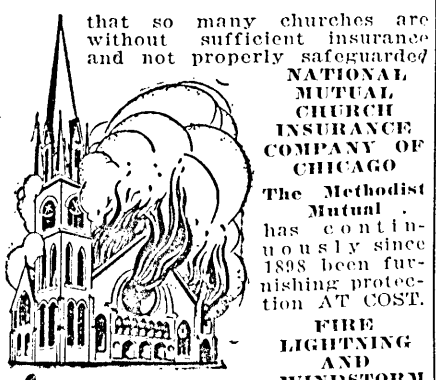 that so many churches are
without sufficient insurance
and not properly safeguarded
NATIONAL
MUTUAL
CHURCH
INSURANCE
COMPANY OF
CHICAGO
The Methodist
Mutual .
has contin-
uously since
1898 been fur-
nishing protec-
tion AT COST.
FIRE
LIGHTNING
AND
WINDSTORM